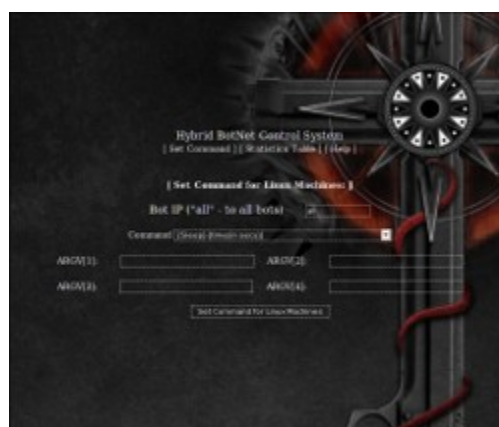 Hybrid BotNet Control System
[ Set Command ] [ Statistics Table ] [ Help ]
[ Set Command for Linux Machines: ]
Bot IP ("all" - to all bots) all
Command
ARGV[1]: ARGV[2]:
ARGV[3]: ARGV[4]:
Set Command for Linux Machines